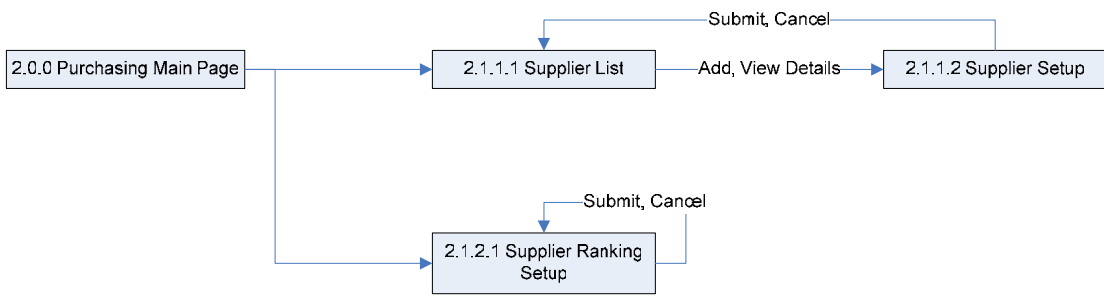 Submit, Cancel
2.0.0 Purchasing Main Page
2.1.1.1 Supplier List
Add, View Details
2.1.1.2 Supplier Setup
Submit, Cancel
2.1.2.1 Supplier Ranking
Setup